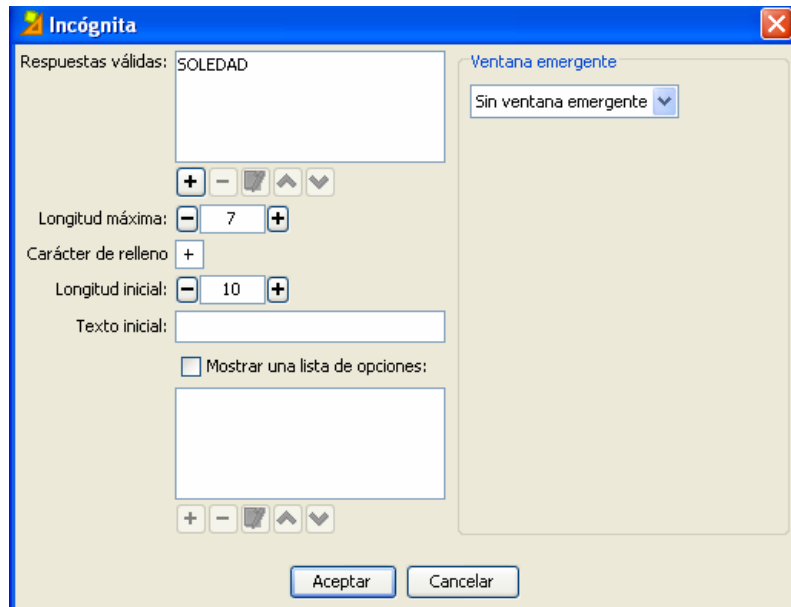 Incógnita
Respuestas válidas: SOLEDAD
Longitud máxima: 7
Carácter de relleno +
Longitud inicial: 10
Texto inicial:
Mostrar una lista de opciones:
Ventana emergente
Sin ventana emergente
Aceptar Cancelar